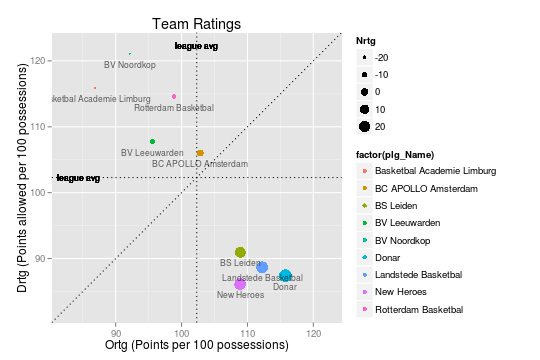 Team Ratings
Drtg (Points allowed per 100 possessions)
120
110
100
90
league avg
BV Noordkop
Academie Limburg
Rotterdam Basketbal
BV Leeuwarden
BC APOLLO Amsterdam
league avg
BS Leiden
Landstede Basketbal
Donar
New Heroes
90
100
110
120
Ortg (Points per 100 possessions)
Nrtg
-20
-10
0
10
20
factor(plg_Name)
Basketbal Academie Limburg
BC APOLLO Amsterdam
BS Leiden
BV Leeuwarden
BV Noordkop
Donar
Landstede Basketbal
New Heroes
Rotterdam Basketbal